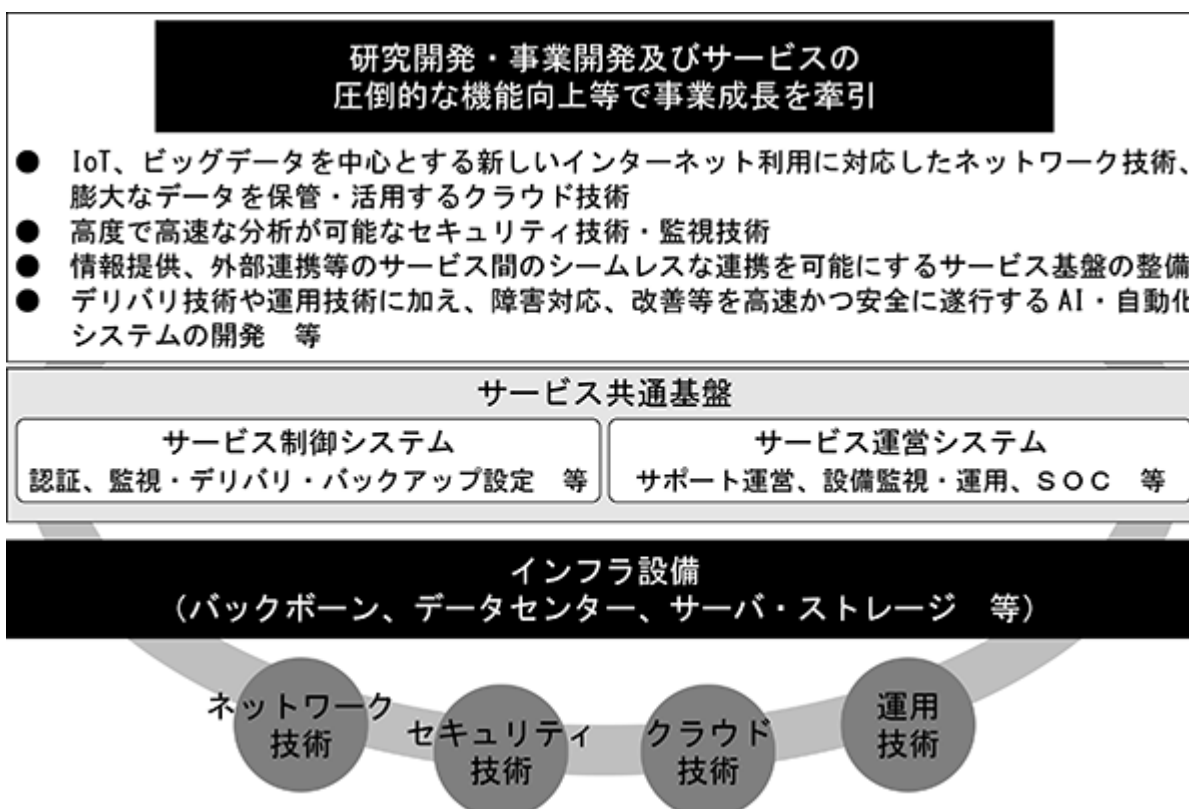 研究開発・事業開発及びサービスの
圧倒的な機能向上等で事業成長を牽引
● IoT、ビッグデータを中心とする新しいインターネット利用に対応したネットワーク技術、
膨大なデータを保管・活用するクラウド技術
● 高度で高速な分析が可能なセキュリティ技術・監視技術
● 情報提供、外部連携等のサービス間のシームレスな連携を可能にするサービス基盤の整備
● デリバリ技術や運用技術に加え、障害対応、改善等を高速かつ安全に遂行する AI・自動化
システムの開発　等
サービス共通基盤
サービス制御システム
認証、監視・デリバリ・バックアップ設定　等
サービス運営システム
サポート運営、設備監視・運用、ＳＯＣ　等
インフラ設備
（バックボーン、データセンター、サーバ・ストレージ　等）
ネットワーク
技術
セキュリティ
技術
クラウド
技術
運用
技術